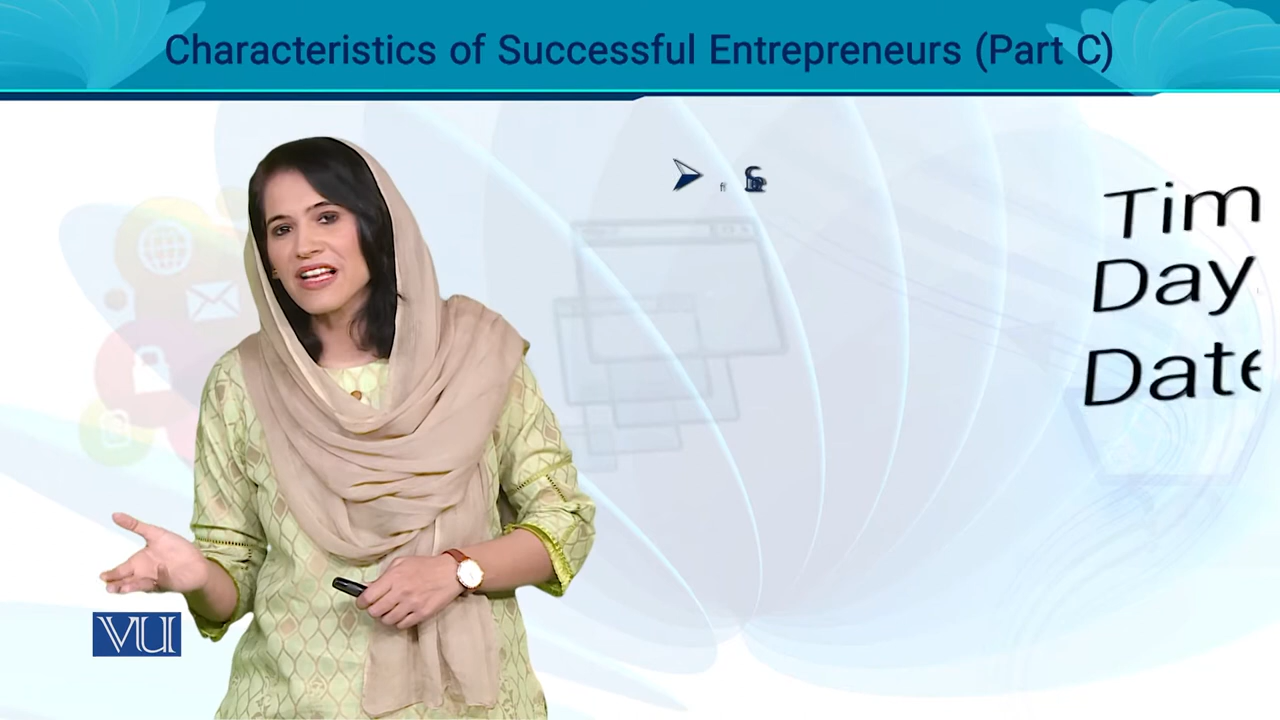 Characteristics of Successful Entrepreneurs (Part C)
Tim
Day
Date
VU